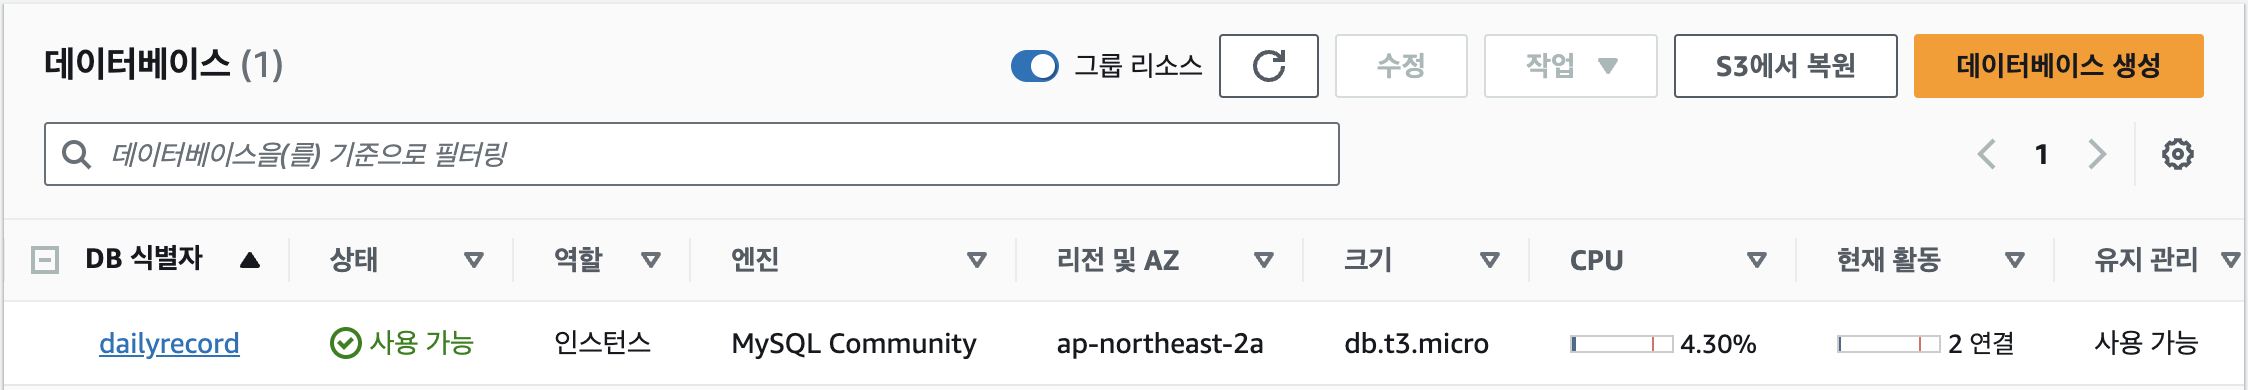 데이터베이스 (1)
그룹 리소스 수정 작업 S3에서 복원 데이터베이스 생성
데이터베이스을(를) 기준으로 필터링
1
DB 식별자 상태 역할 엔진 리전 및 AZ 크기 CPU 현재 활동 유지 관리
dailyrecord 사용 가능 인스턴스 MySQL Community ap-northeast-2a db.t3.micro 4.30% 2 연결 사용 가능